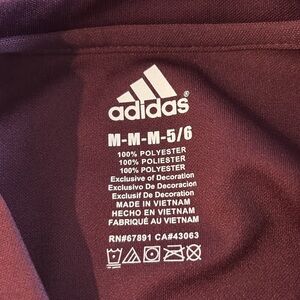 adidas
M-M-M-5/6
100% POLYESTER
100% POLIESTER
100% POLYESTER
Exclusive of Decoration
Exclusivo De Decoracion
Exclusif De Decoration
MADE IN VIETNAM
HECHO EN VIETNAM
FABRIQUÉ AU VIETNAM
RN#67891 CA#43063